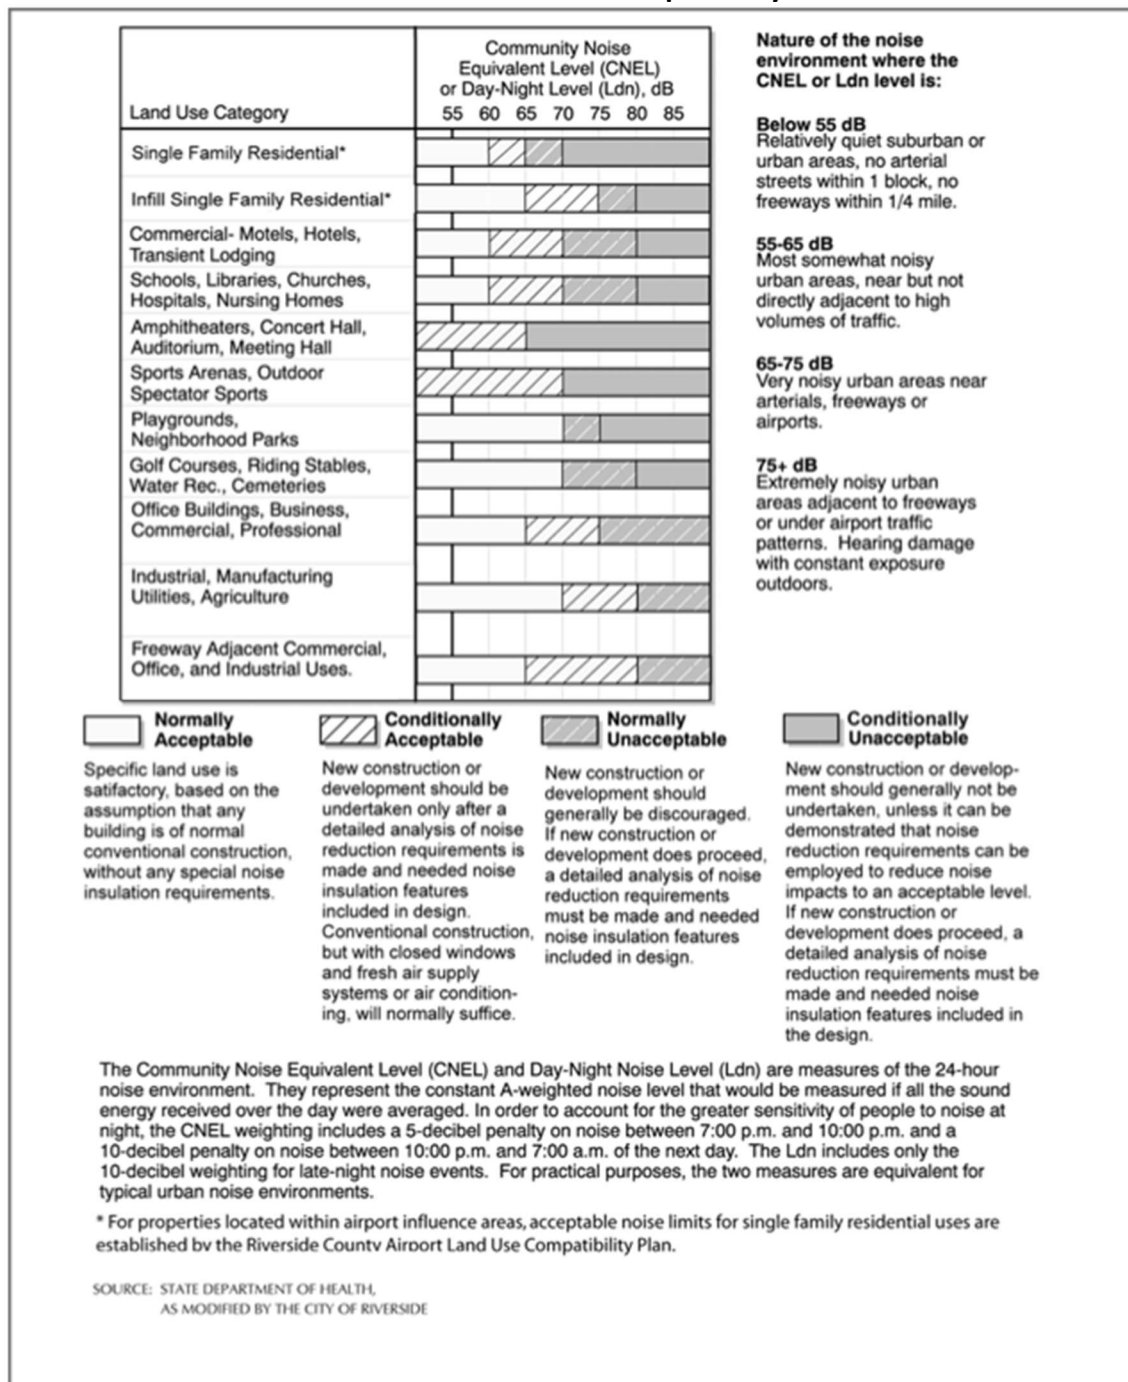 Community Noise
Equivalent Level (CNEL)
or Day-Night Level (Ldn), dB
Land Use Category
55 60 65 70 75 80 85
Single Family Residential*
Infill Single Family Residential*
Commercial- Motels, Hotels,
Transient Lodging
Schools, Libraries, Churches,
Hospitals, Nursing Homes
Amphitheaters, Concert Hall,
Auditorium, Meeting Hall
Sports Arenas, Outdoor
Spectator Sports
Playgrounds,
Neighborhood Parks
Golf Courses, Riding Stables,
Water Rec., Cemeteries
Office Buildings, Business,
Commercial, Professional
Industrial, Manufacturing
Utilities, Agriculture
Freeway Adjacent Commercial,
Office, and Industrial Uses.
Nature of the noise
environment where the
CNEL or Ldn level is:
Below 55 dB
Relatively quiet suburban or
urban areas, no arterial
streets within 1 block, no
freeways within 1/4 mile.
55-65 dB
Most somewhat noisy
urban areas, near but not
directly adjacent to high
volumes of traffic.
65-75 dB
Very noisy urban areas near
arterials, freeways or
airports.
75+ dB
Extremely noisy urban
areas adjacent to freeways
or under airport traffic
patterns. Hearing damage
with constant exposure
outdoors.
Normally
Acceptable
Specific land use is
satifactory, based on the
assumption that any
building is of normal
conventional construction,
without any special noise
insulation requirements.
Conditionally
Acceptable
New construction or
development should be
undertaken only after a
detailed analysis of noise
reduction requirements is
made and needed noise
insulation features
included in design.
Conventional construction,
but with closed windows
and fresh air supply
systems or air condition-
ing, will normally suffice.
Normally
Unacceptable
New construction or
development should
generally be discouraged.
If new construction or
development does proceed,
a detailed analysis of noise
reduction requirements
must be made and needed
noise insulation features
included in design.
Conditionally
Unacceptable
New construction or develop-
ment should generally not be
undertaken, unless it can be
demonstrated that noise
reduction requirements can be
employed to reduce noise
impacts to an acceptable level.
If new construction or
development does proceed, a
detailed analysis of noise
reduction requirements must be
made and needed noise
insulation features included in
the design.
The Community Noise Equivalent Level (CNEL) and Day-Night Noise Level (Ldn) are measures of the 24-hour
noise environment. They represent the constant A-weighted noise level that would be measured if all the sound
energy received over the day were averaged. In order to account for the greater sensitivity of people to noise at
night, the CNEL weighting includes a 5-decibel penalty on noise between 7:00 p.m. and 10:00 p.m. and a
10-decibel penalty on noise between 10:00 p.m. and 7:00 a.m. of the next day. The Ldn includes only the
10-decibel weighting for late-night noise events. For practical purposes, the two measures are equivalent for
typical urban noise environments.
* For properties located within airport influence areas, acceptable noise limits for single family residential uses are
established by the Riverside County Airport Land Use Compatibility Plan.
SOURCE: STATE DEPARTMENT OF HEALTH,
AS MODIFIED BY THE CITY OF RIVERSIDE